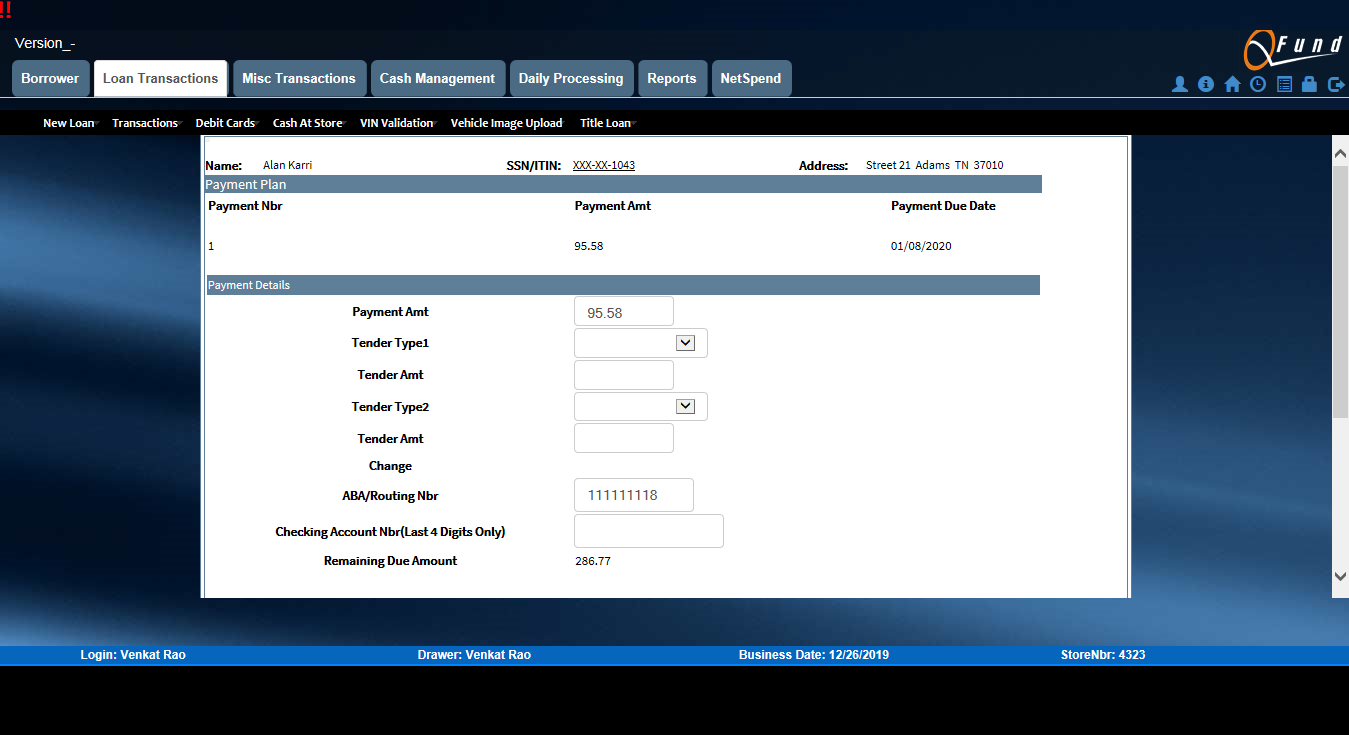 !!
Version_-
QFund
Borrower Loan Transactions Misc Transactions Cash Management Daily Processing Reports NetSpend
New Loan Transactions Debit Cards Cash At Store VIN Validation Vehicle Image Upload Title Loan
Name: Alan Karri SSN/ITIN: XXX-XX-1043 Address: Street 21 Adams TN 37010
Payment Plan
Payment Nbr Payment Amt Payment Due Date
1 95.58 01/08/2020
Payment Details
Payment Amt 95.58
Tender Type1
Tender Amt
Tender Type2
Tender Amt
Change
ABA/Routing Nbr 111111118
Checking Account Nbr(Last 4 Digits Only)
Remaining Due Amount 286.77
Login: Venkat Rao Drawer: Venkat Rao Business Date: 12/26/2019 StoreNbr: 4323